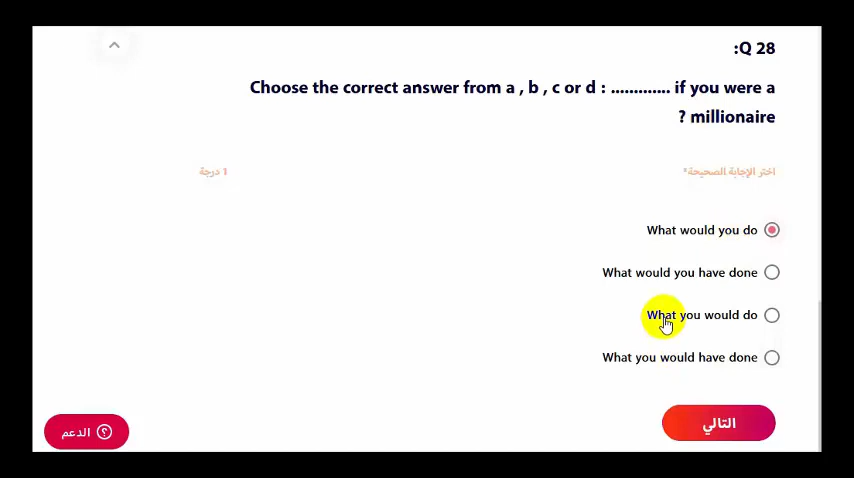 :Q 28
Choose the correct answer from a , b , c or d : ............. if you were a
? millionaire
اختر الإجابة الصحيحة*
1 درجة
What would you do
What would you have done
What you would do
What you would have done
التالي
الدعم